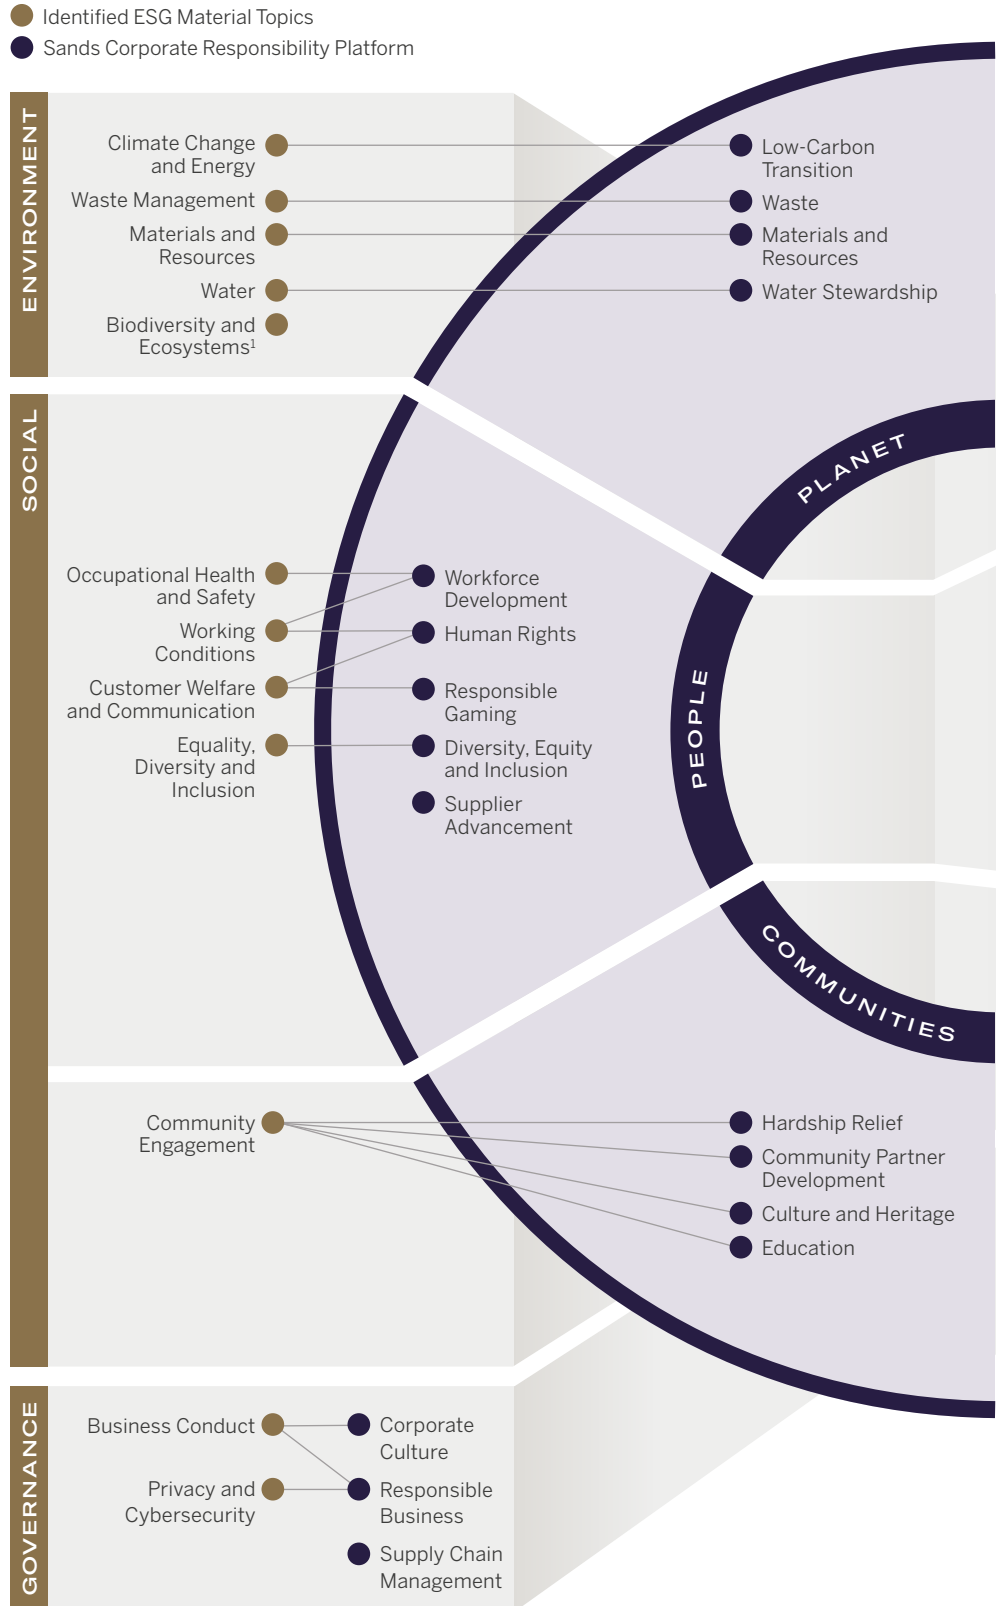 Identified ESG Material Topics
Sands Corporate Responsibility Platform
ENVIRONMENT
Climate Change
and Energy
Waste Management
Materials and
Resources
Water
Biodiversity and
Ecosystems¹
Low-Carbon
Transition
Waste
Materials and
Resources
Water Stewardship
PLANET
SOCIAL
Occupational Health
and Safety
Working
Conditions
Customer Welfare
and Communication
Equality,
Diversity and
Inclusion
Workforce
Development
Human Rights
Responsible
Gaming
Diversity, Equity
and Inclusion
Supplier
Advancement
PEOPLE
COMMUNITIES
Community
Engagement
Hardship Relief
Community Partner
Development
Culture and Heritage
Education
GOVERNANCE
Business Conduct
Privacy and
Cybersecurity
Corporate
Culture
Responsible
Business
Supply Chain
Management